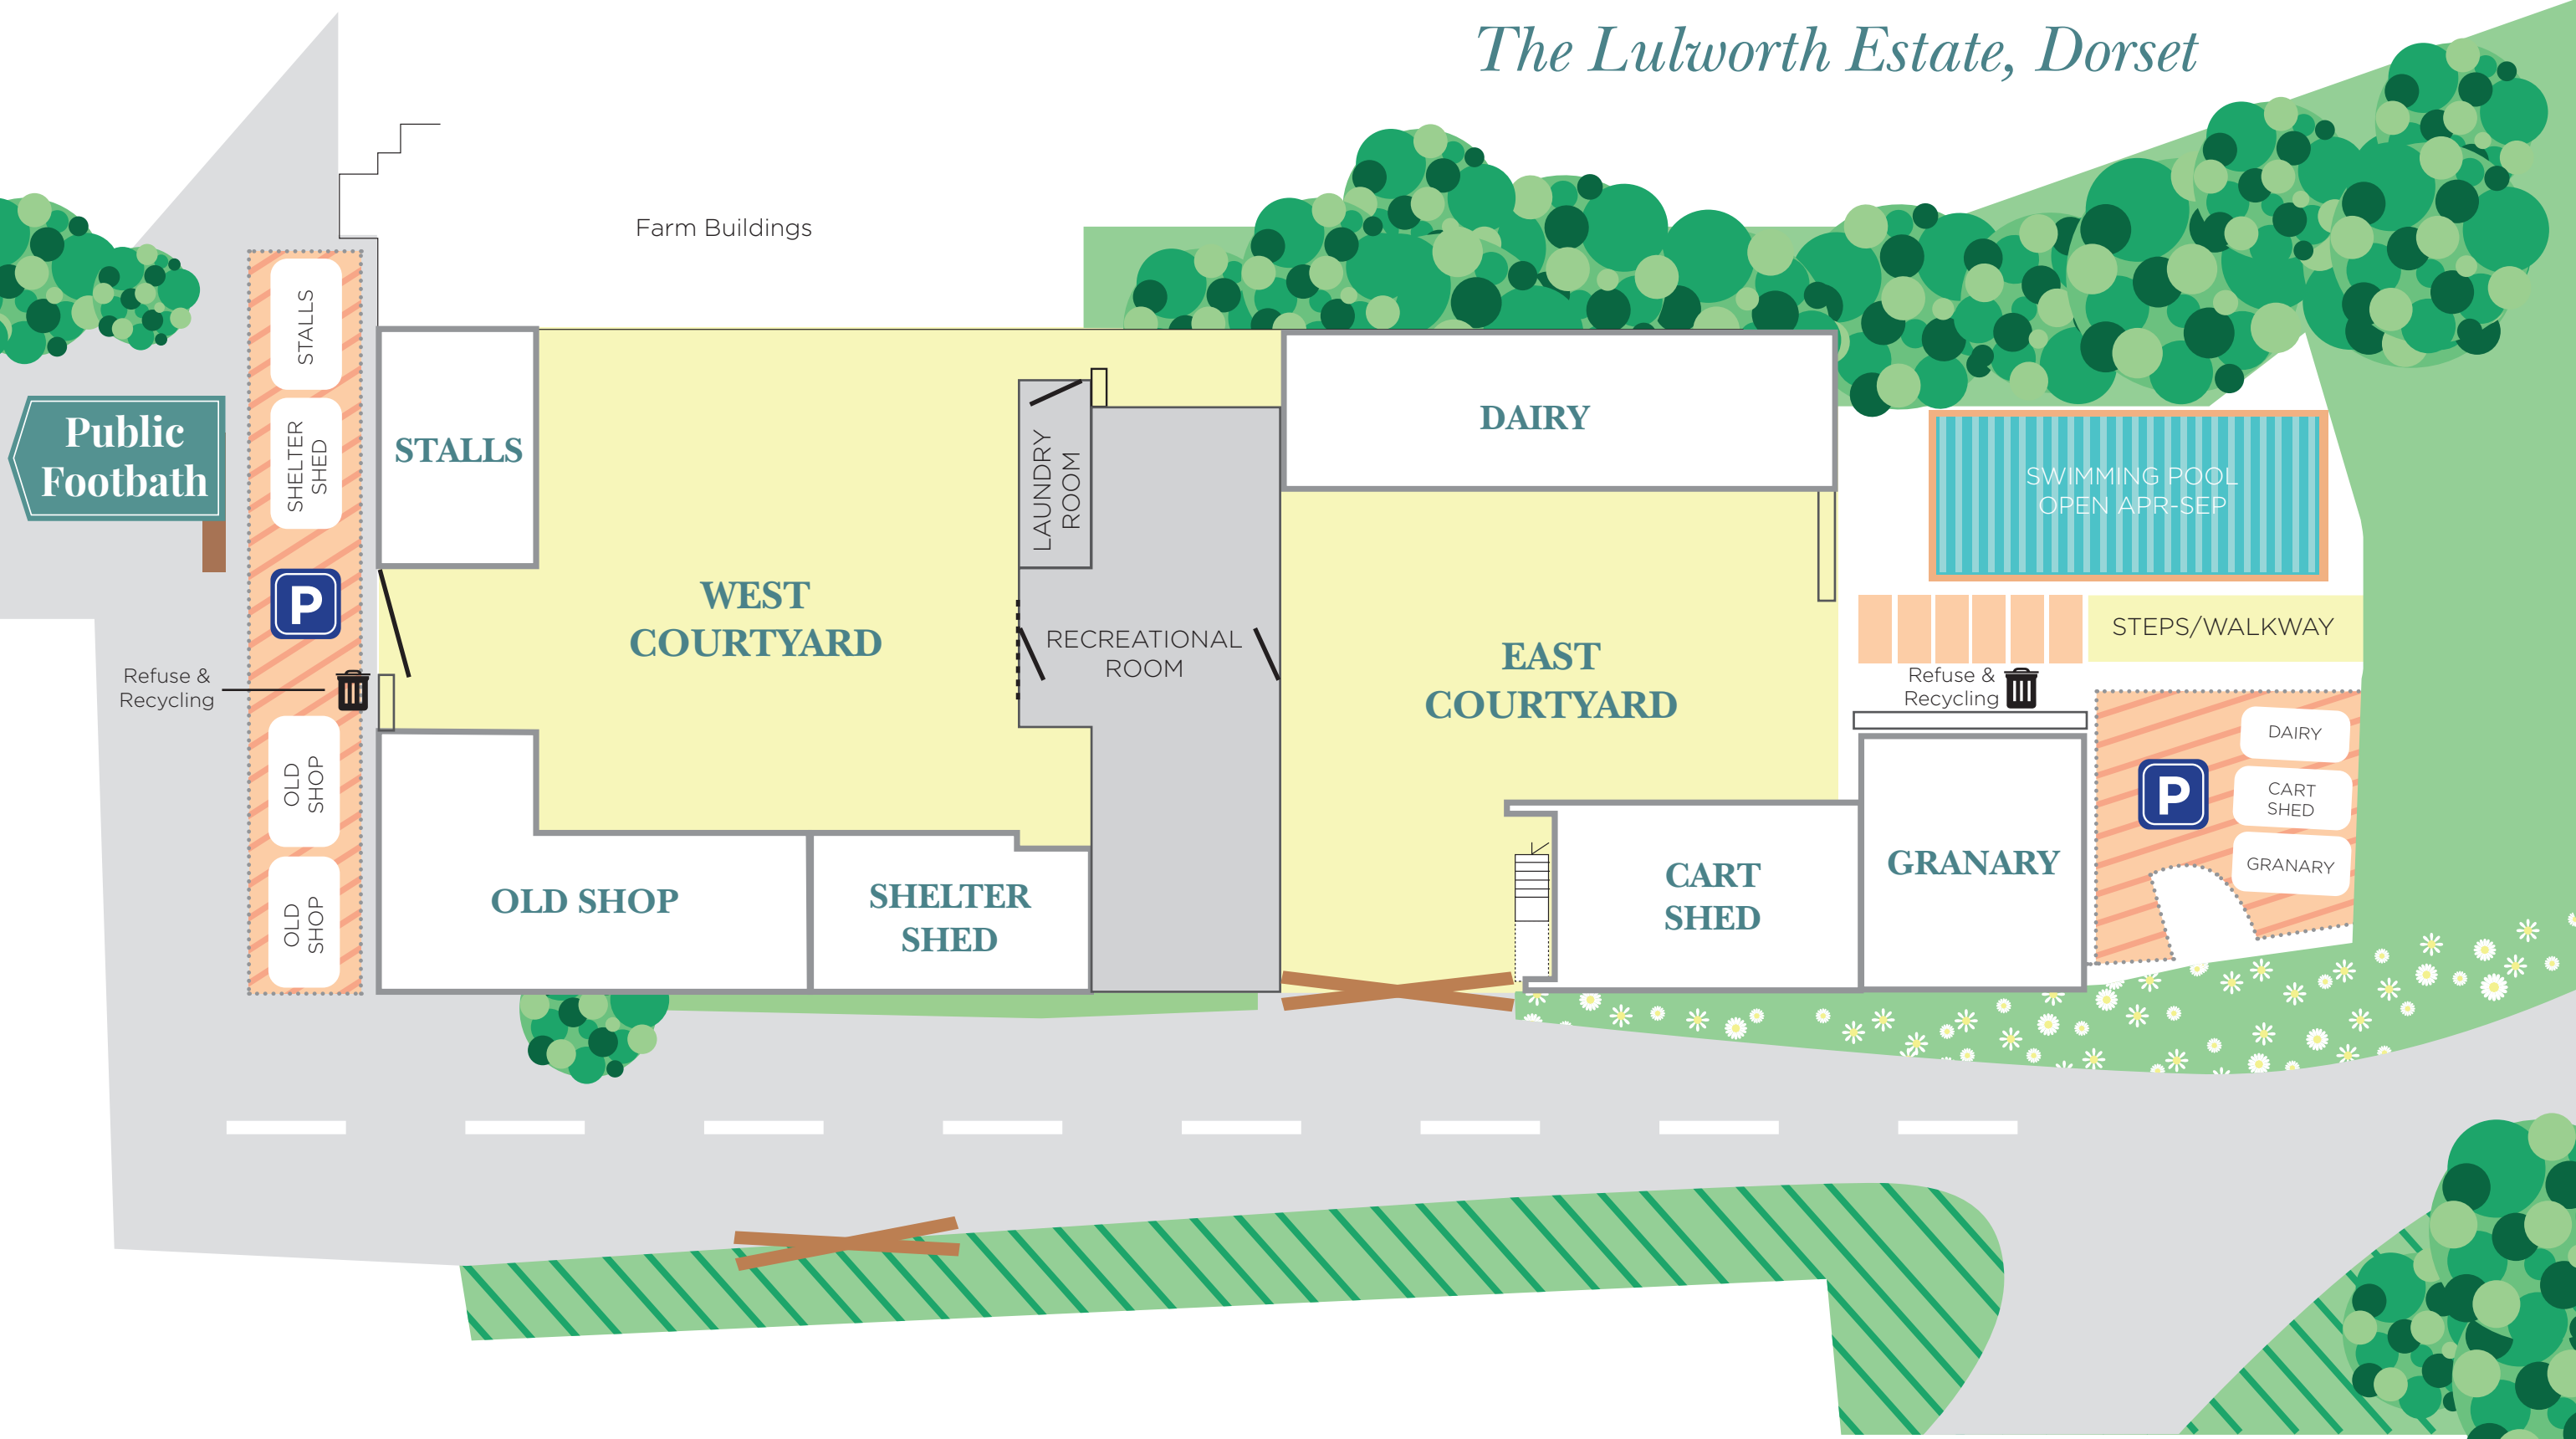 The Lulworth Estate, Dorset
Farm Buildings
STALLS
SHELTER
SHED
Public
Footbath
P
Refuse &
Recycling
OLD
SHOP
OLD
SHOP
STALLS
WEST
COURTYARD
LAUNDRY
ROOM
RECREATIONAL
ROOM
OLD SHOP
SHELTER
SHED
DAIRY
EAST
COURTYARD
CART
SHED
GRANARY
SWIMMING POOL
OPEN APR-SEP
STEPS/WALKWAY
Refuse &
Recycling
P
DAIRY
CART
SHED
GRANARY